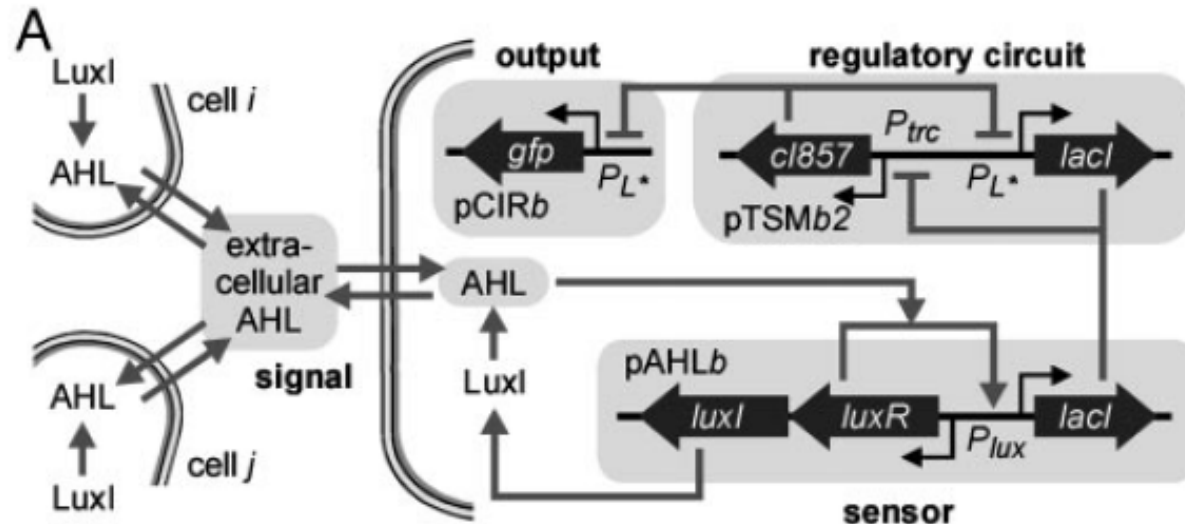 A
LuxI
cell i
AHL
extra-
cellular
AHL
signal
AHL
cell j
LuxI
output
gfp
PL*
pCIRb
regulatory circuit
Ptrc
cI857
lacI
PL*
pTSMb2
AHL
LuxI
pAHLb
luxI
luxR
Plux
lacI
sensor